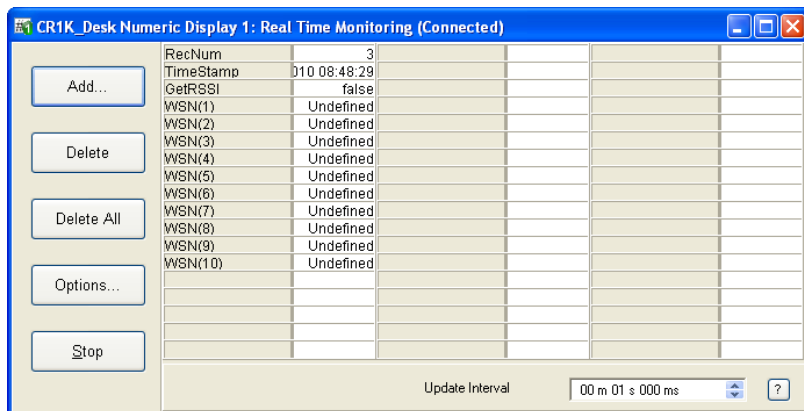 CR1K_Desk Numeric Display 1: Real Time Monitoring (Connected)
Add...
Delete
Delete All
Options...
Stop
RecNum 3
TimeStamp 010 08:48:29
GetRSSI false
WSN(1) Undefined
WSN(2) Undefined
WSN(3) Undefined
WSN(4) Undefined
WSN(5) Undefined
WSN(6) Undefined
WSN(7) Undefined
WSN(8) Undefined
WSN(9) Undefined
WSN(10) Undefined
Update Interval 00 m 01 s 000 ms ?